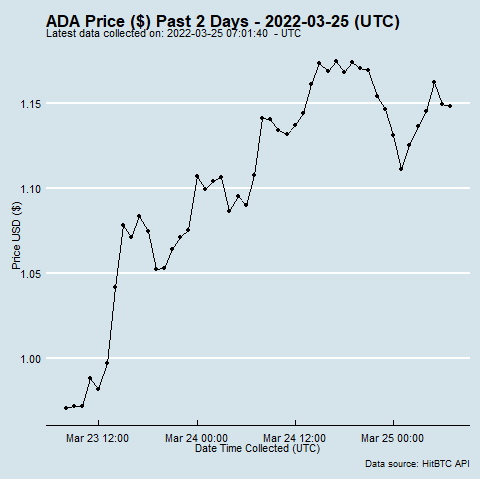 ADA Price ($) Past 2 Days - 2022-03-25 (UTC)
Latest data collected on: 2022-03-25 07:01:40 - UTC
Price USD ($)
1.15
1.10
1.05
1.00
Mar 23 12:00 Mar 24 00:00 Mar 24 12:00 Mar 25 00:00
Date Time Collected (UTC)
Data source: HitBTC API